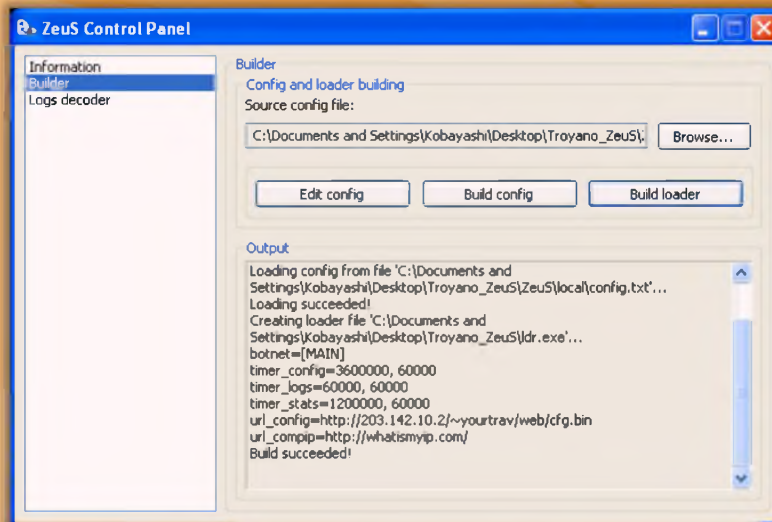 ZeuS Control Panel
Information
Builder
Logs decoder
Builder
Config and loader building
Source config file:
C:\Documents and Settings\Kobayashi\Desktop\Troyano_ZeuS\
Browse...
Edit config
Build config
Build loader
Output
Loading config from file 'C:\Documents and
Settings\Kobayashi\Desktop\Troyano_ZeuS\ZeuS\local\config.txt'...
Loading succeeded!
Creating loader file 'C:\Documents and
Settings\Kobayashi\Desktop\Troyano_ZeuS\ldr.exe'...
botnet=[MAIN]
timer_config=3600000, 60000
timer_logs=60000, 60000
timer_stats=1200000, 60000
url_config=http://203.142.10.2/~yourtrav/web/cfg.bin
url_compip=http://whatismyip.com/
Build succeeded!